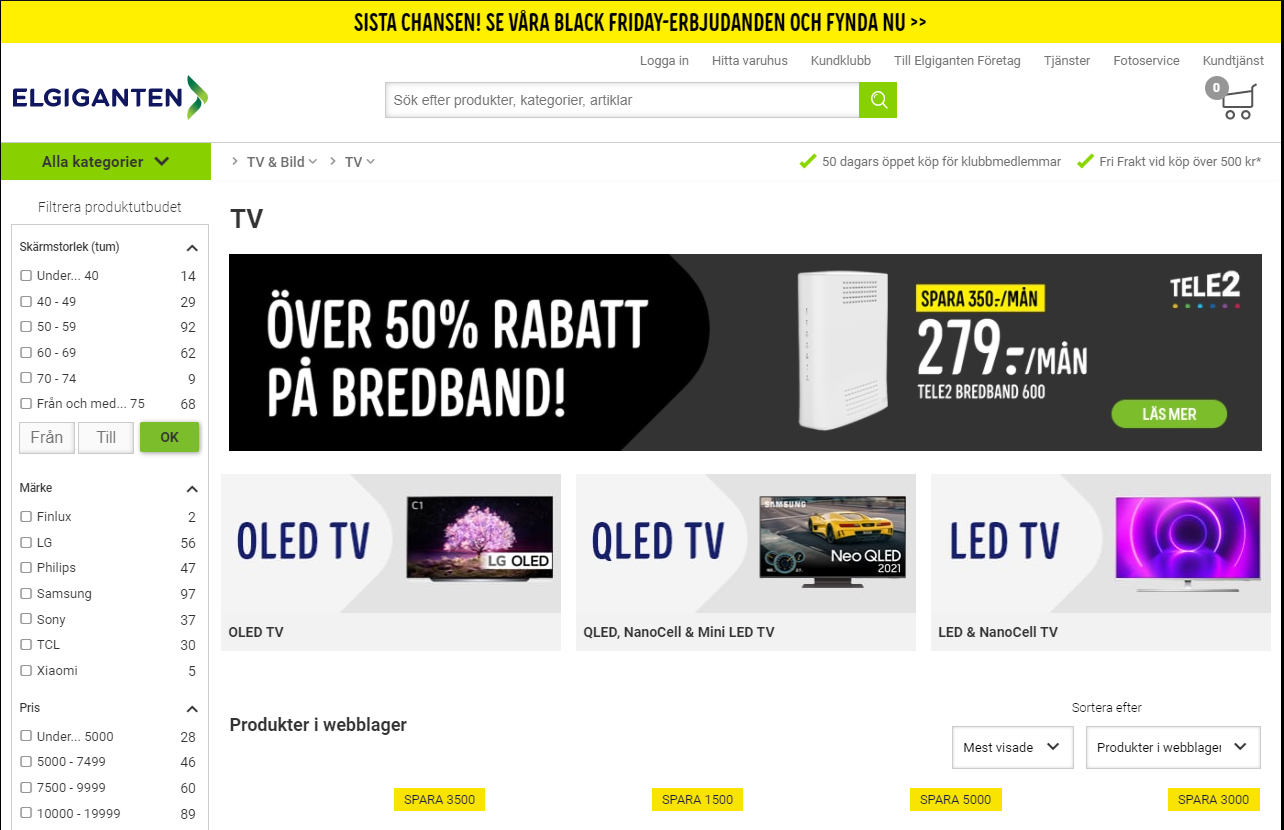 SISTA CHANSEN! SE VÅRA BLACK FRIDAY-ERBJUDANDEN OCH FYNDA NU >>
Logga in Hitta varuhus Kundklubb Till Elgiganten Företag Tjänster Fotoservice Kundtjänst
ELGIGANTEN
Sök efter produkter, kategorier, artiklar
0
Alla kategorier
TV & Bild TV
50 dagars öppet köp för klubbmedlemmar Fri Frakt vid köp över 500 kr*
Filtrera produktutbudet
Skärmstorlek (tum)
Under... 40 14
40 - 49 29
50 - 59 92
60 - 69 62
70 - 74 9
Från och med... 75 68
Från Till OK
Märke
Finlux 2
LG 56
Philips 47
Samsung 97
Sony 37
TCL 30
Xiaomi 5
Pris
Under... 5000 28
5000 - 7499 46
7500 - 9999 60
10000 - 19999 89
TV
ÖVER 50% RABATT
PÅ BREDBAND!
SPARA 350:-/MÅN
279:-/MÅN
TELE2 BREDBAND 600
TELE2
LÄS MER
OLED TV
C1
LG OLED
OLED TV
QLED TV
SAMSUNG
Neo QLED
2021
QLED, NanoCell & Mini LED TV
LED TV
LED & NanoCell TV
Produkter i webblager
Sortera efter
Mest visade
Produkter i webblager
SPARA 3500
SPARA 1500
SPARA 5000
SPARA 3000